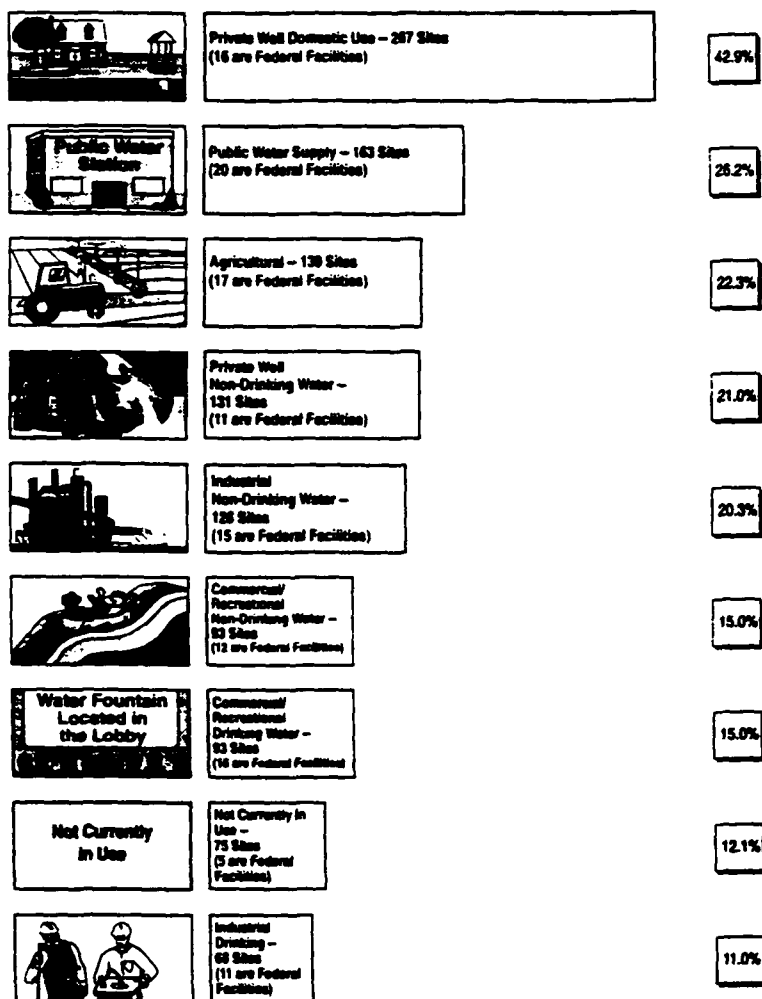 Private Well Domestic Use – 267 Sites
(16 are Federal Facilities)
42.9%
Public Water
Station
Public Water Supply – 163 Sites
(20 are Federal Facilities)
26.2%
Agricultural – 139 Sites
(17 are Federal Facilities)
22.3%
Private Well
Non-Drinking Water –
131 Sites
(11 are Federal Facilities)
21.0%
Industrial
Non-Drinking Water –
126 Sites
(15 are Federal Facilities)
20.3%
Commercial/
Recreational
Non-Drinking Water –
93 Sites
(12 are Federal Facilities)
15.0%
Water Fountain
Located in
the Lobby
Commercial/
Recreational
Drinking Water –
93 Sites
(16 are Federal Facilities)
15.0%
Not Currently
in Use
Not Currently in
Use –
75 Sites
(5 are Federal
Facilities)
12.1%
Industrial
Drinking –
68 Sites
(11 are Federal
Facilities)
11.0%